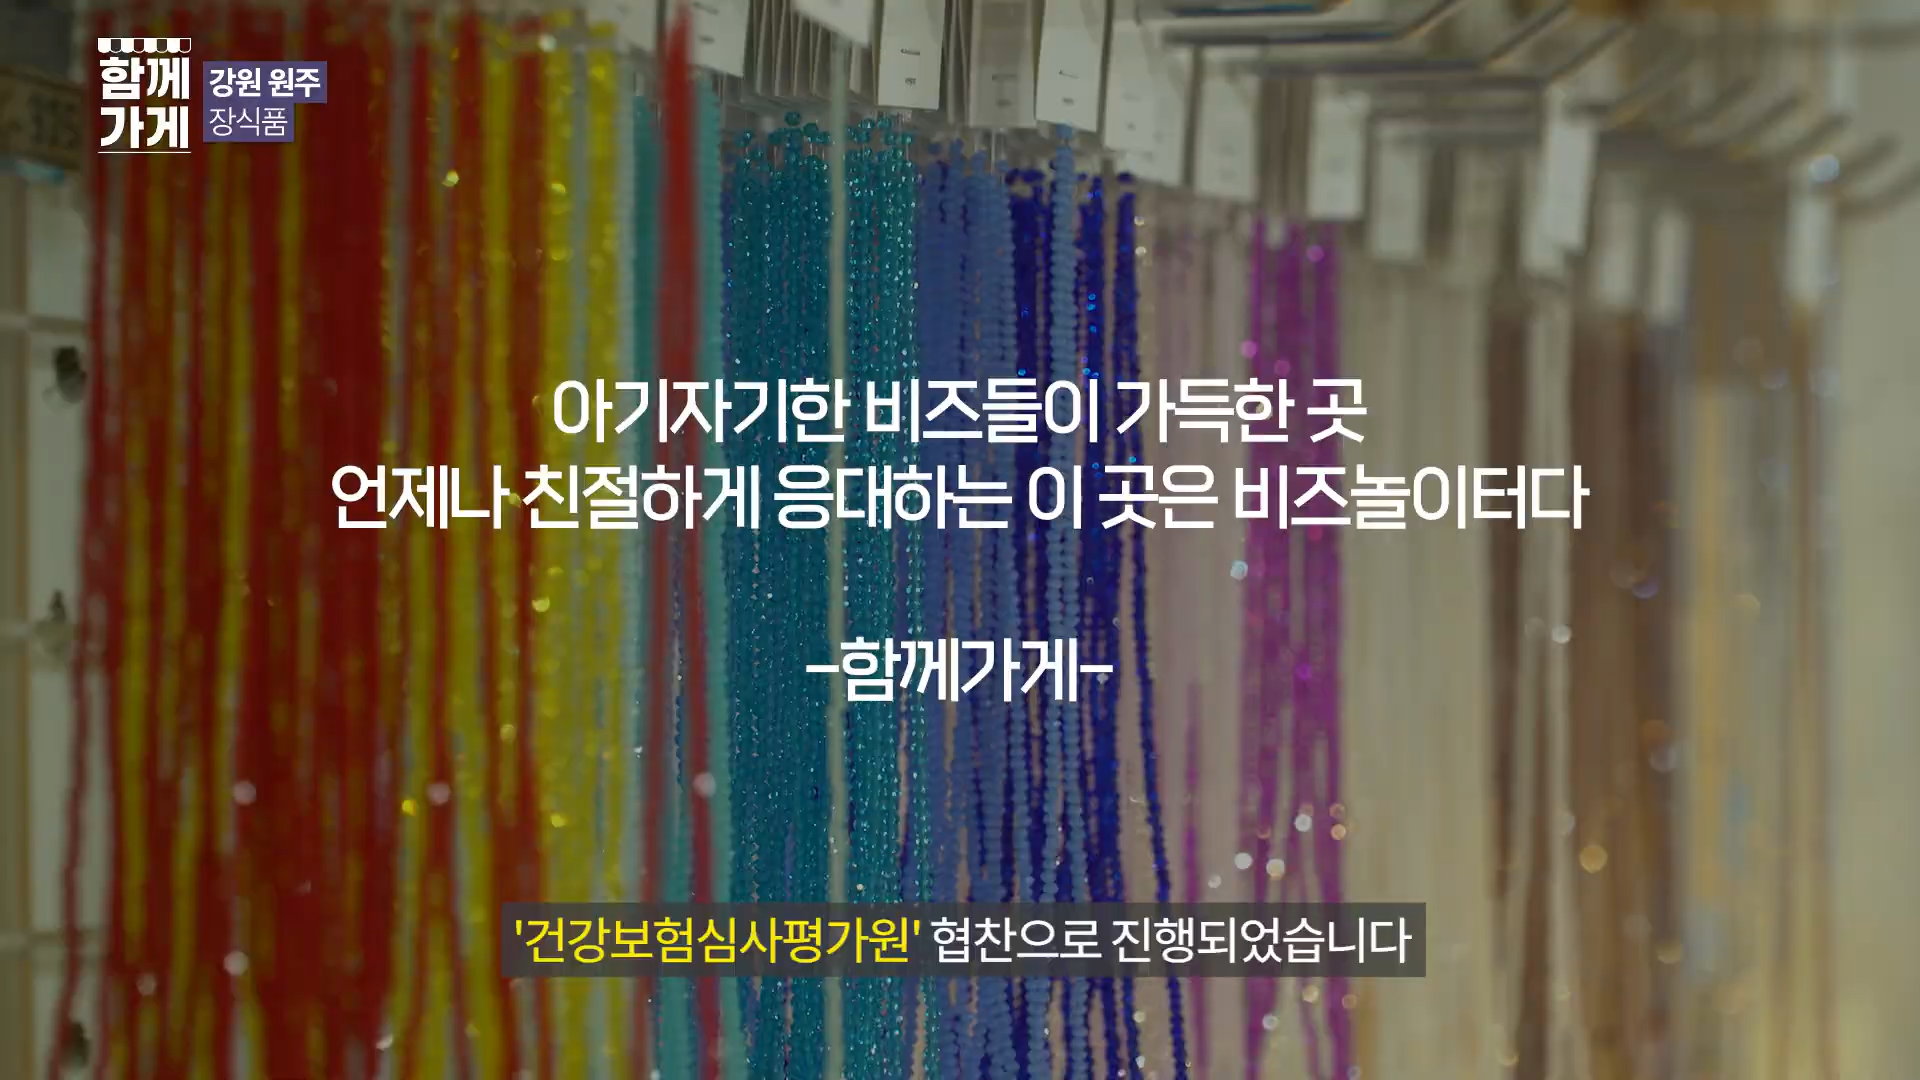 함께
가게
강원 원주
장식품
아기자기한 비즈들이 가득한 곳
언제나 친절하게 응대하는 이 곳은 비즈놀이터다
-함께가게-
'건강보험심사평가원' 협찬으로 진행되었습니다